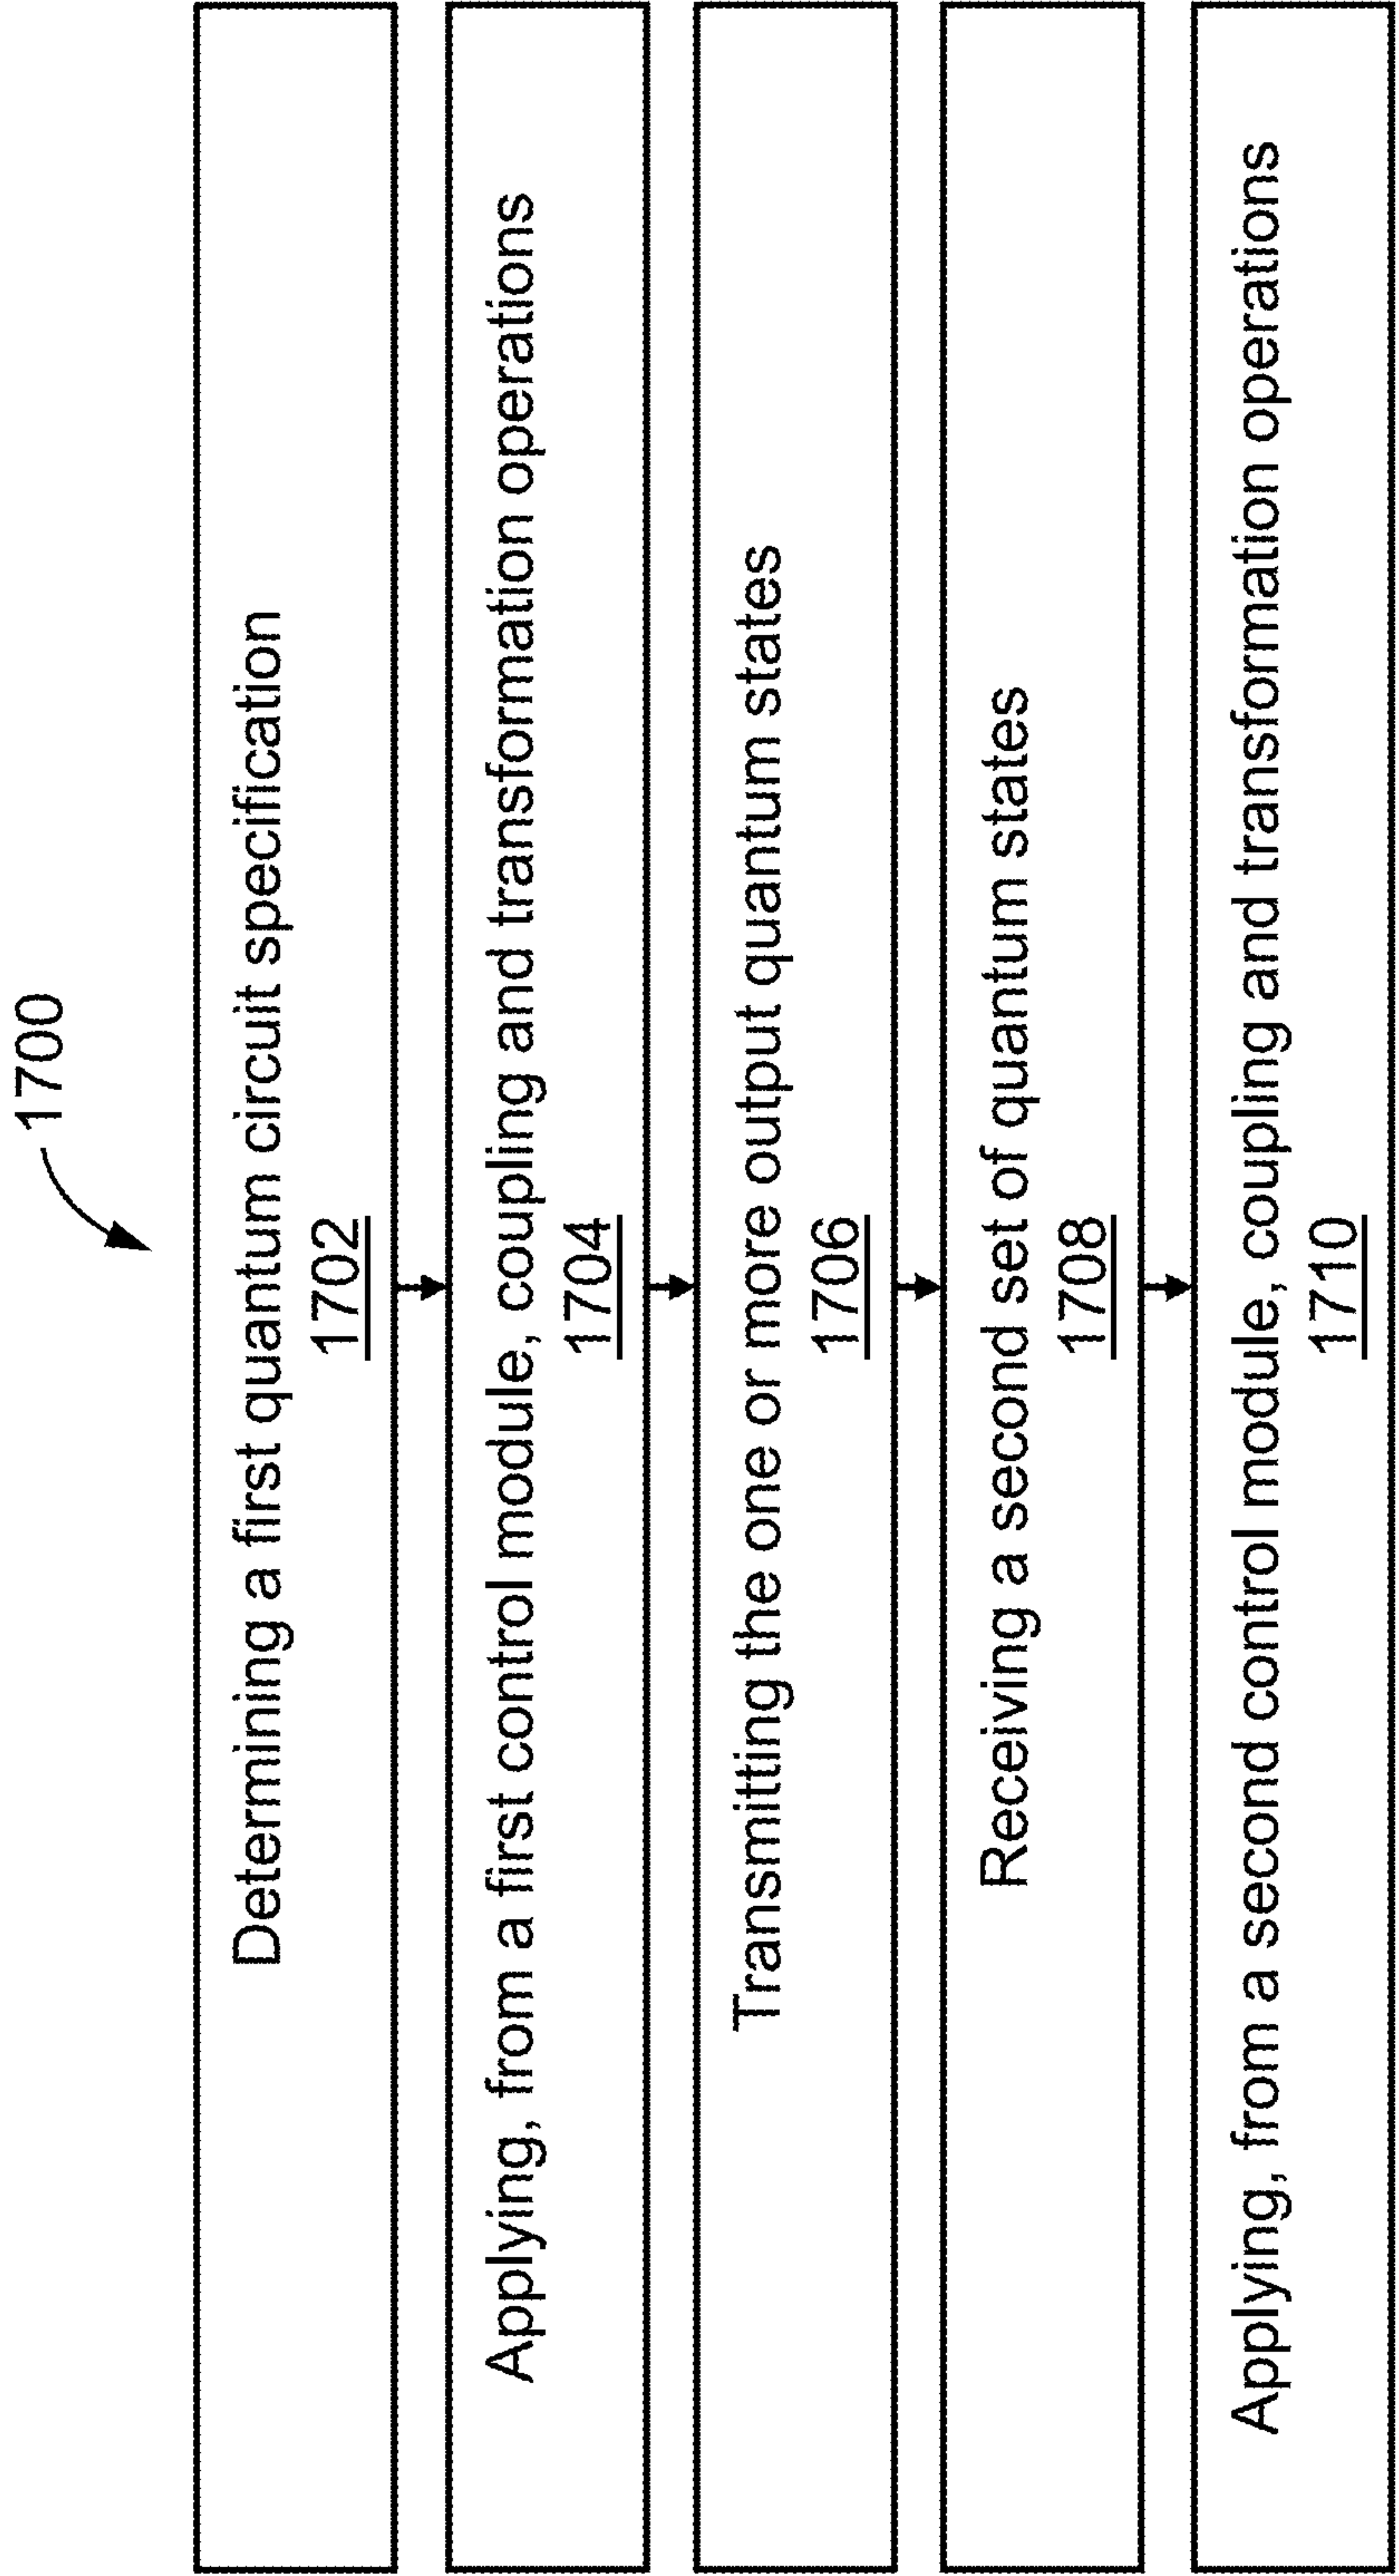 1700
Determining a first quantum circuit specification
1702
Applying, from a first control module, coupling and transformation operations
1704
Transmitting the one or more output quantum states
1706
Receiving a second set of quantum states
1708
Applying, from a second control module, coupling and transformation operations
1710